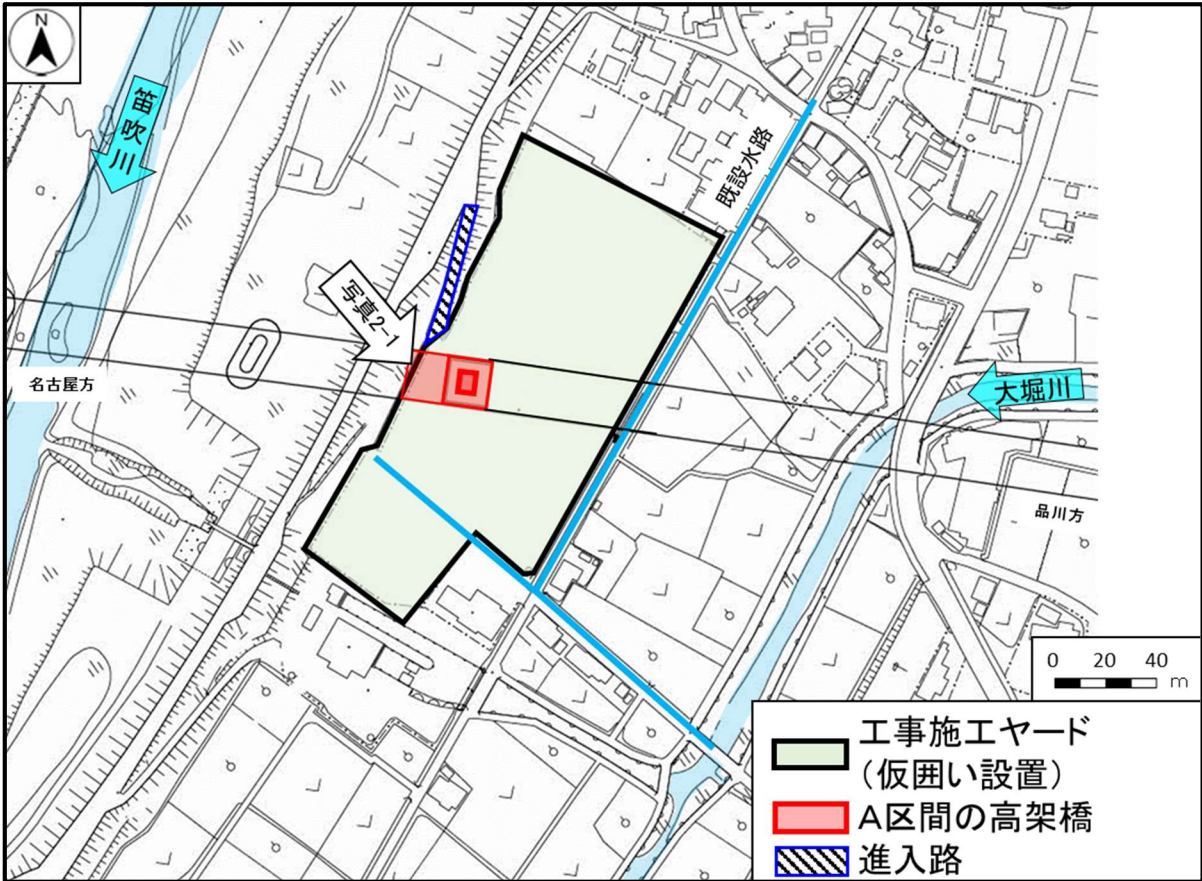 N
笛吹川
既設水路
写真2-1
名古屋方
大堀川
品川方
0 20 40
m
工事施工ヤード
(仮囲い設置)
A区間の高架橋
進入路